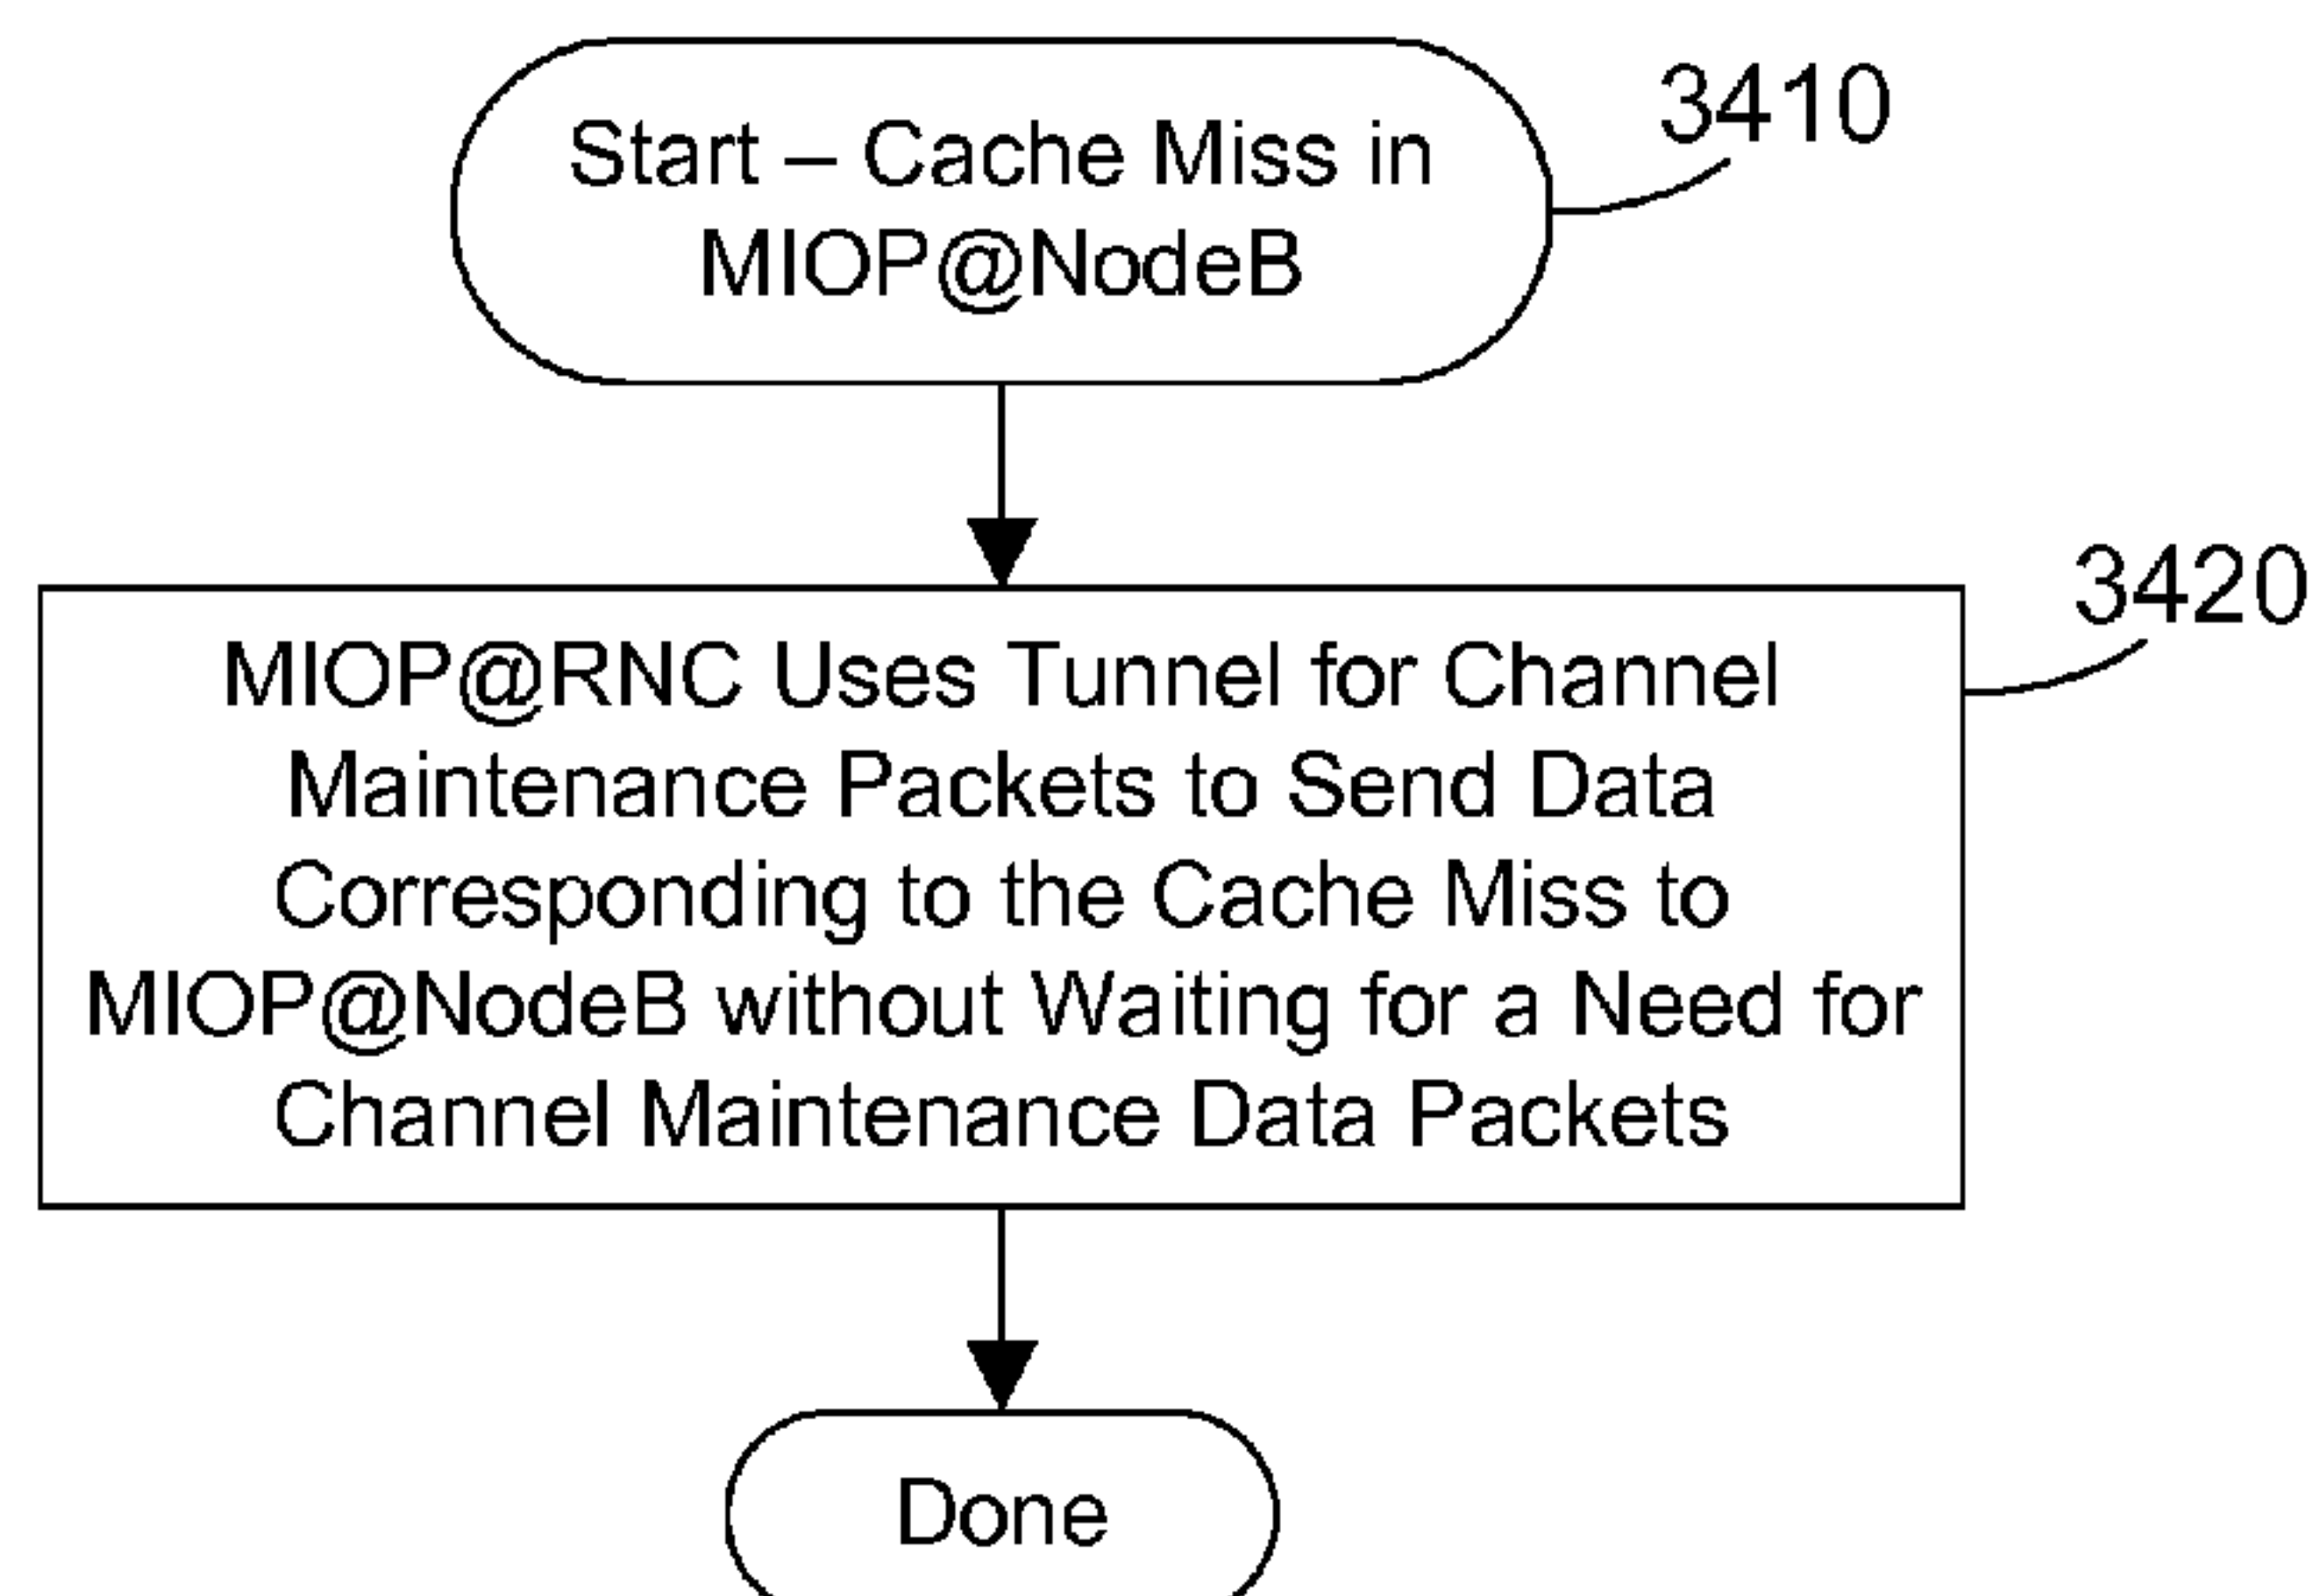 Start – Cache Miss in
MIOP@NodeB
3410
3420
MIOP@RNC Uses Tunnel for Channel
Maintenance Packets to Send Data
Corresponding to the Cache Miss to
MIOP@NodeB without Waiting for a Need for
Channel Maintenance Data Packets
Done